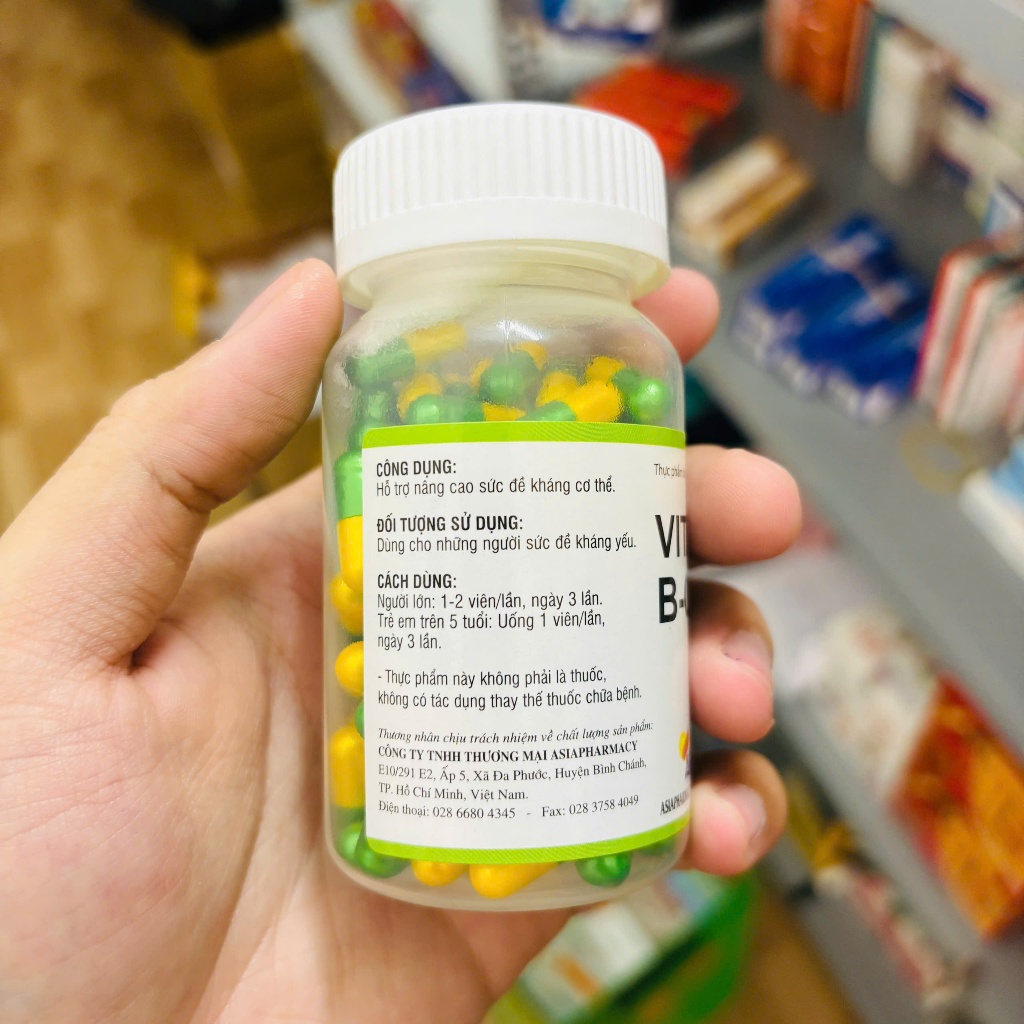 CÔNG DỤNG:
Hỗ trợ nâng cao sức đề kháng cơ thể.
ĐỐI TƯỢNG SỬ DỤNG:
Dùng cho những người sức đề kháng yếu.
CÁCH DÙNG:
Người lớn: 1-2 viên/lần, ngày 3 lần.
Trẻ em trên 5 tuổi: Uống 1 viên/lần,
ngày 3 lần.
- Thực phẩm này không phải là thuốc,
không có tác dụng thay thế thuốc chữa bệnh.
Thương nhân chịu trách nhiệm về chất lượng sản phẩm:
CÔNG TY TNHH THƯƠNG MẠI ASIAPHARMACY
E10/291 E2, Ấp 5, Xã Đa Phước, Huyện Bình Chánh,
TP. Hồ Chí Minh, Việt Nam.
Điện thoại: 028 6680 4345 - Fax: 028 3758 4049
Thực phẩm
VIT
B-